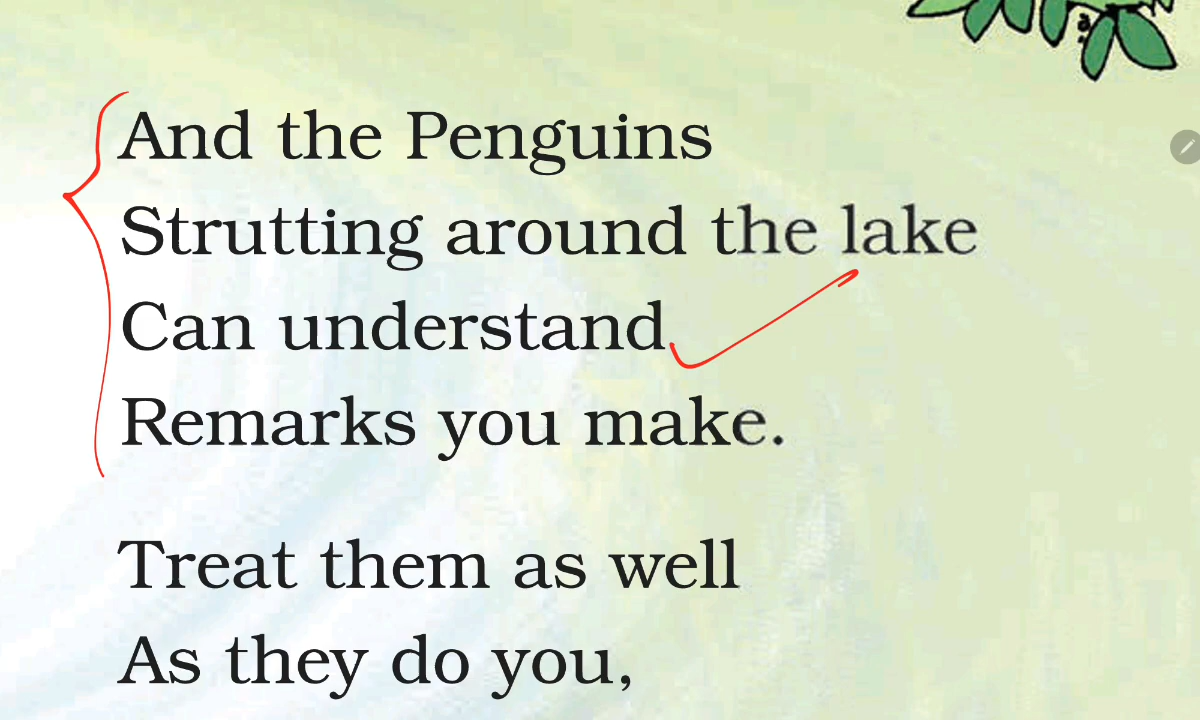 And the Penguins
Strutting around the lake
Can understand
Remarks you make.
Treat them as well
As they do you,